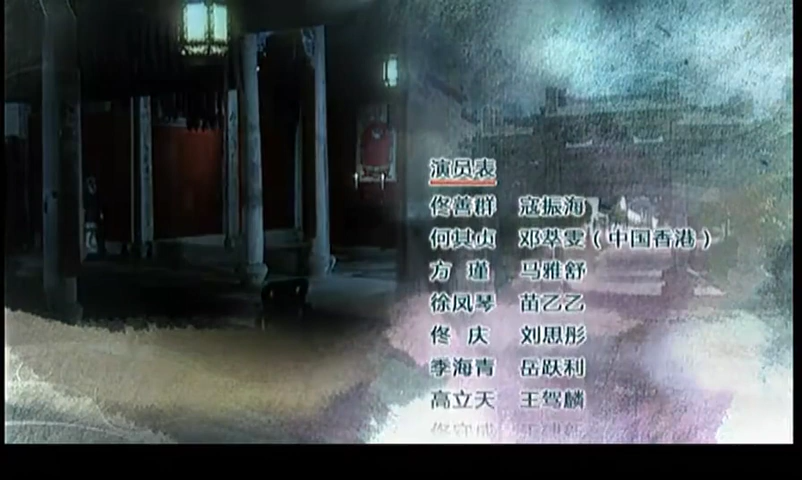 演员表
佟善群 寇振海
何其贞 邓萃雯（中国香港）
方瑾 马雅舒
徐凤琴 苗乙乙
佟庆 刘思彤
季海青 岳跃利
高立天 王驾麟